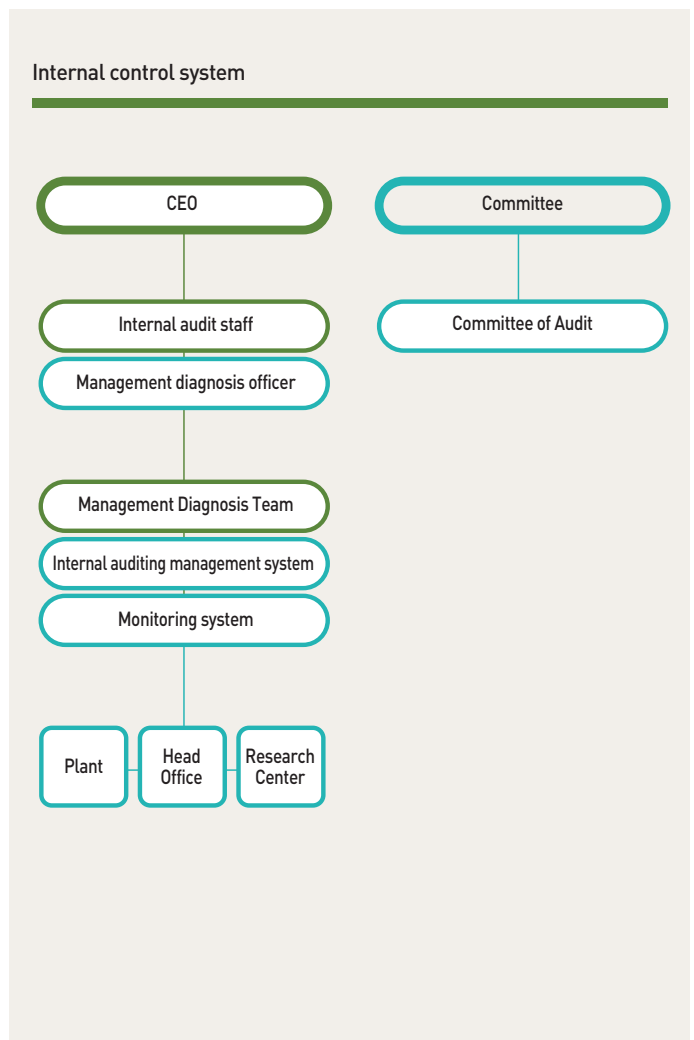 Internal control system
CEO
Committee
Internal audit staff
Committee of Audit
Management diagnosis officer
Management Diagnosis Team
Internal auditing management system
Monitoring system
Plant
Head
Office
Research
Center